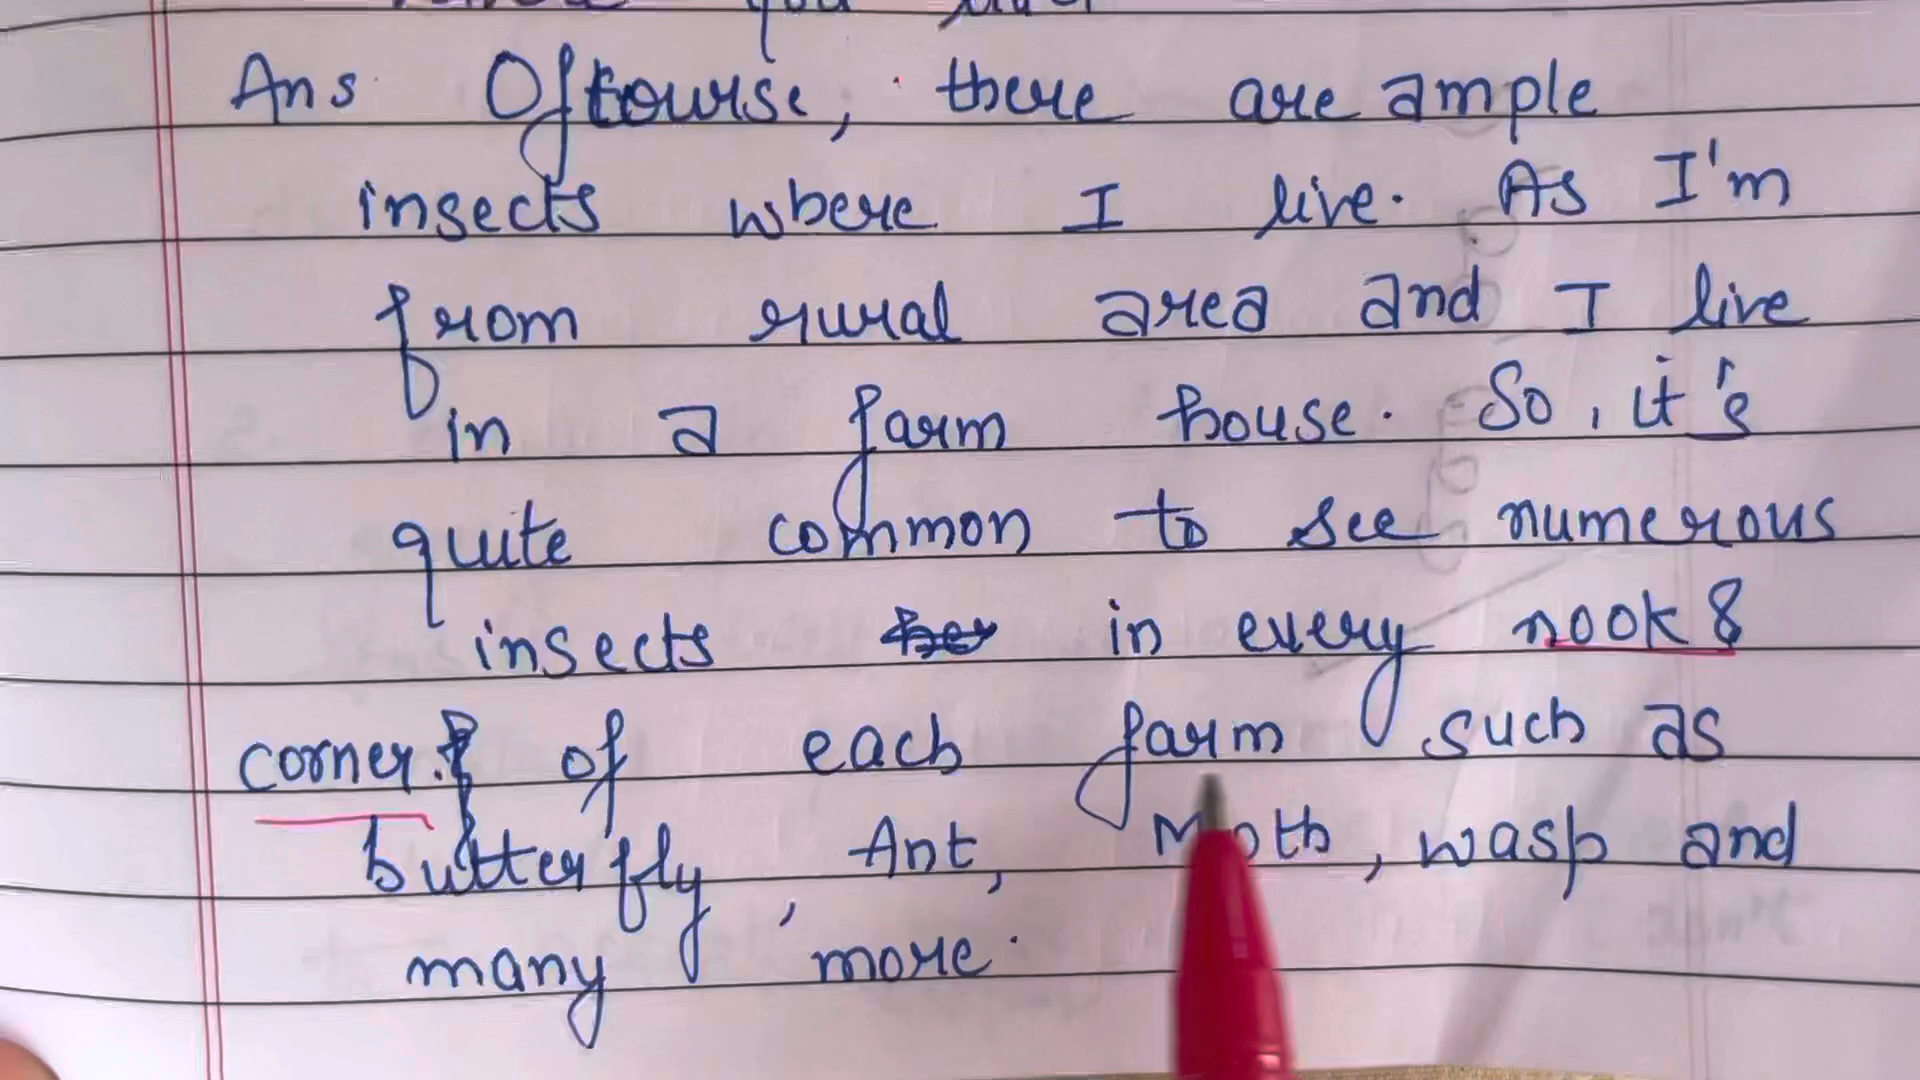 you
Ans Ofcourse, there are ample
insects where I live. As I'm
from rural area and I live
in a farm house. So, it's
quite common to see numerous
insects in every nook &
corner of each farm such as
butterfly, Ant, Moth, wasp and
many more.